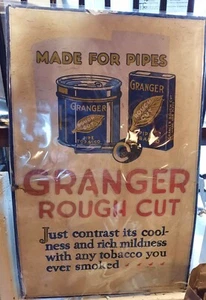 MADE FOR PIPES
GRANGER
GRANGER
GRANGER
ROUGH CUT
Just contrast its cool-
ness and rich mildness
with any tobacco you
ever smoked